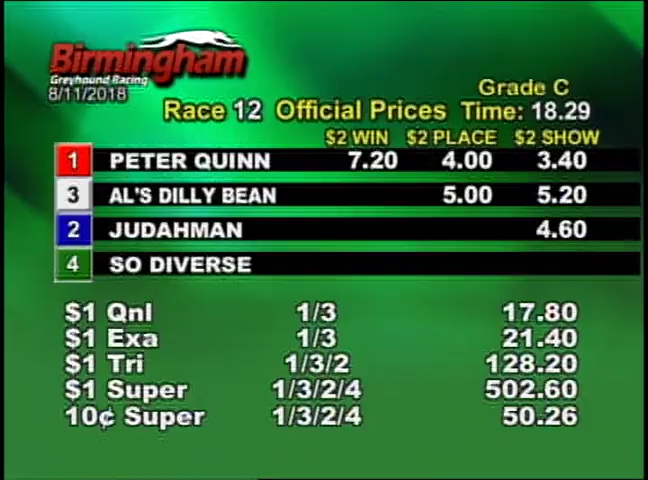 Birmingham
Greyhound Racing
8/11/2018
Grade C
Race 12 Official Prices Time: 18.29
$2 WIN $2 PLACE $2 SHOW
1 PETER QUINN 7.20 4.00 3.40
3 AL'S DILLY BEAN 5.00 5.20
2 JUDAHMAN 4.60
4 SO DIVERSE
$1 Qnl 1/3 17.80
$1 Exa 1/3 21.40
$1 Tri 1/3/2 128.20
$1 Super 1/3/2/4 502.60
10¢ Super 1/3/2/4 50.26